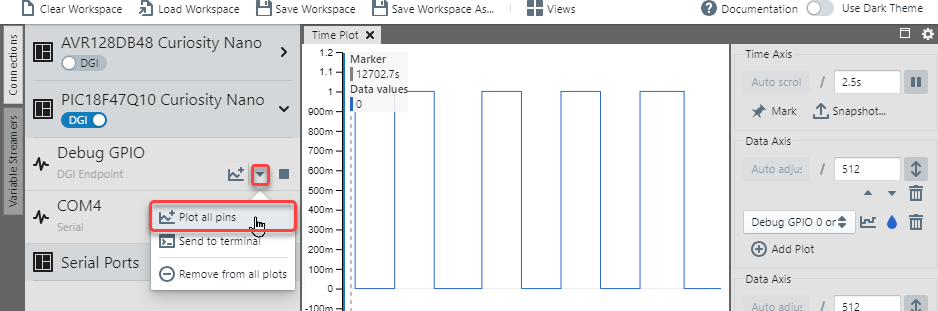 Clear Workspace
Load Workspace
Save Workspace
Save Workspace As...
Views
Documentation
Use Dark Theme
Connections
Variable Streamers
AVR128DB48 Curiosity Nano
DGI
PIC18F47Q10 Curiosity Nano
DGI
Debug GPIO
DGI Endpoint
COM4
Serial
Serial Ports
Plot all pins
Send to terminal
Remove from all plots
Time Plot
1.2
1.1
1
900m
800m
700m
600m
500m
400m
300m
200m
100m
0
-100m
Marker
12702.7s
Data values
0
Time Axis
Auto scrol
/
2.5s
Mark
Snapshot...
Data Axis
Auto adjus
/
512
Debug GPIO 0 or
Add Plot
Data Axis
Auto adjus
/
512